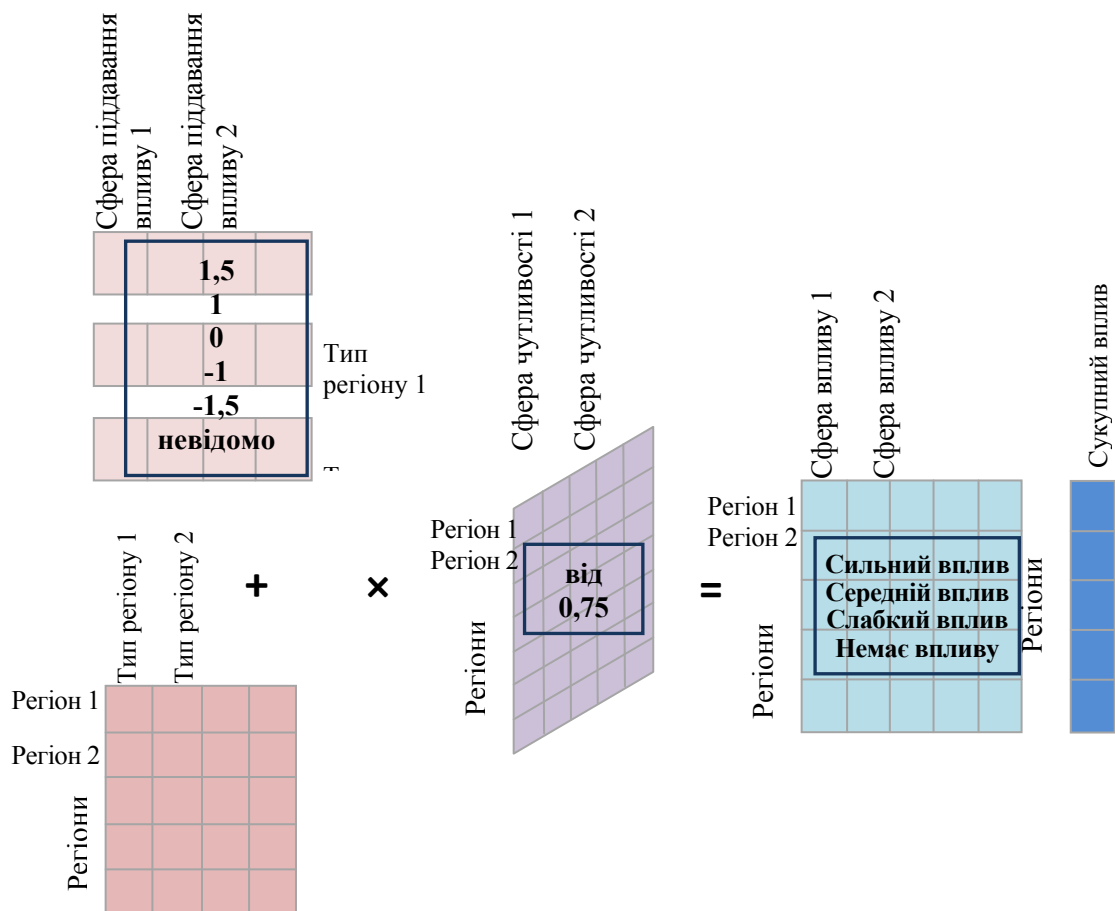 Сфера піддавання
впливу 1
Сфера піддавання
впливу 2
1,5
1
0
-1
-1,5
невідомо
Тип
регіону 1
Тип регіону 1
Тип регіону 2
Регіон 1
Регіон 2
Регіони
+
×
Сфера чутливості 1
Сфера чутливості 2
Регіон 1
Регіон 2
Регіони
від
0,75
=
Сфера впливу 1
Сфера впливу 2
Регіон 1
Регіон 2
Регіони
Сильний вплив
Середній вплив
Слабкий вплив
Немає впливу
Регіони
Сукупний вплив